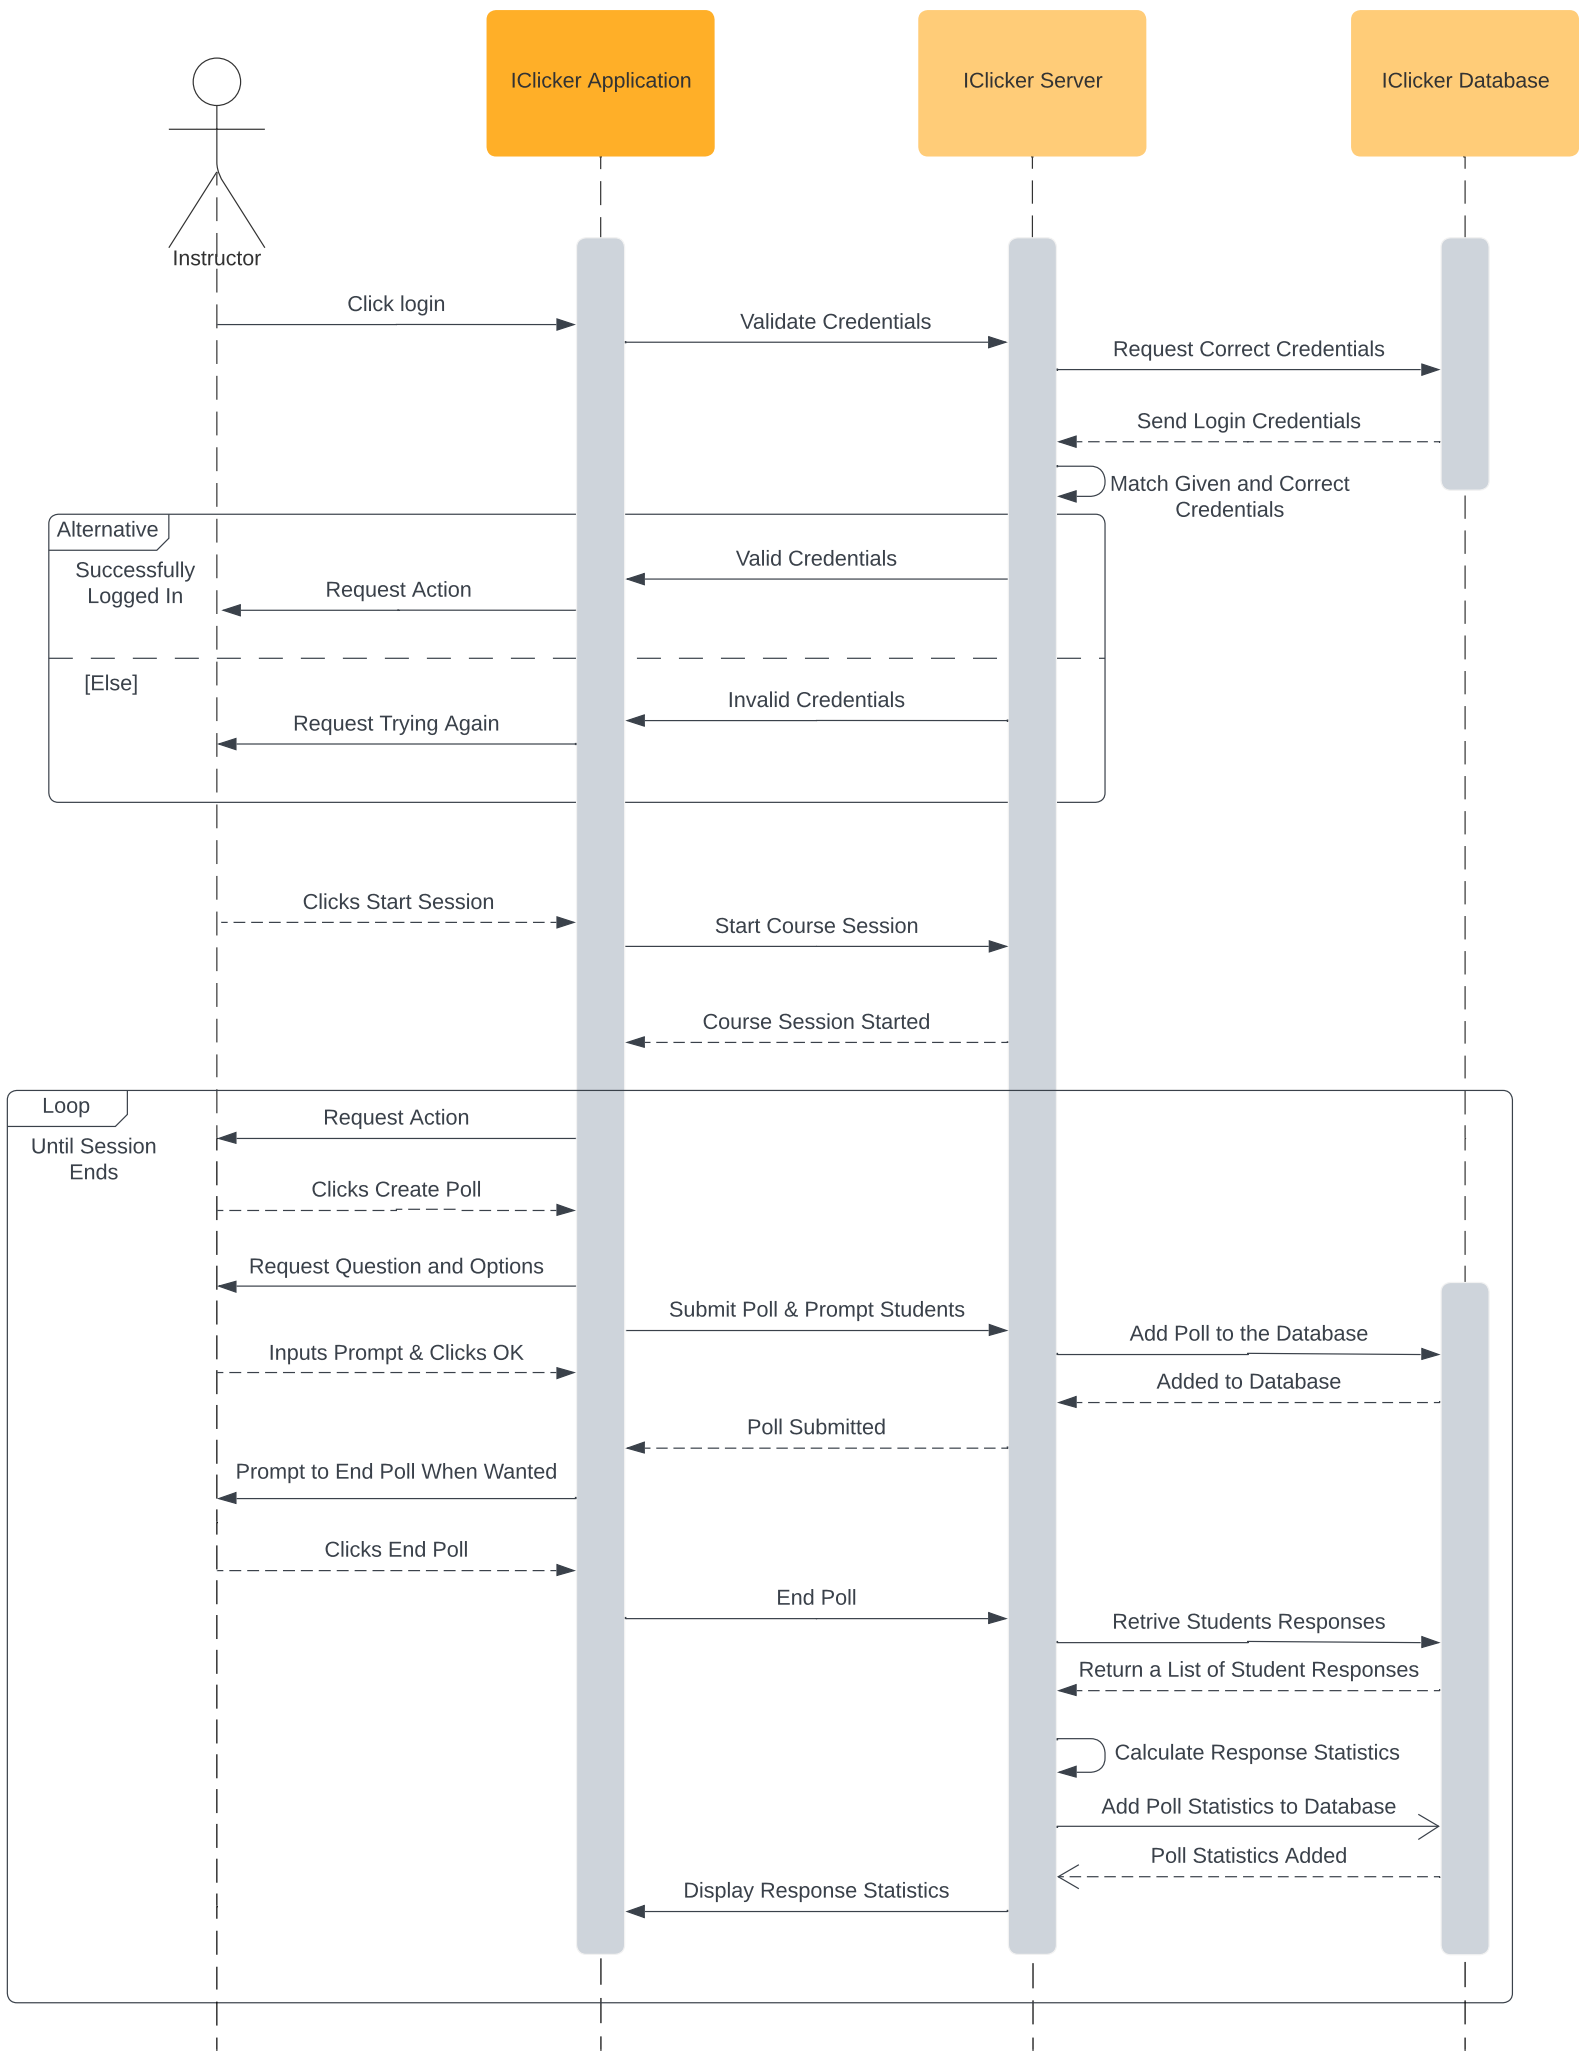 IClicker Application
IClicker Server
IClicker Database
Instructor
Click login
Validate Credentials
Request Correct Credentials
Send Login Credentials
Match Given and Correct
Credentials
Alternative
Successfully
Logged In
Valid Credentials
Request Action
[Else]
Invalid Credentials
Request Trying Again
Clicks Start Session
Start Course Session
Course Session Started
Loop
Until Session
Ends
Request Action
Clicks Create Poll
Request Question and Options
Submit Poll & Prompt Students
Add Poll to the Database
Inputs Prompt & Clicks OK
Added to Database
Poll Submitted
Prompt to End Poll When Wanted
Clicks End Poll
End Poll
Retrive Students Responses
Return a List of Student Responses
Calculate Response Statistics
Add Poll Statistics to Database
Poll Statistics Added
Display Response Statistics